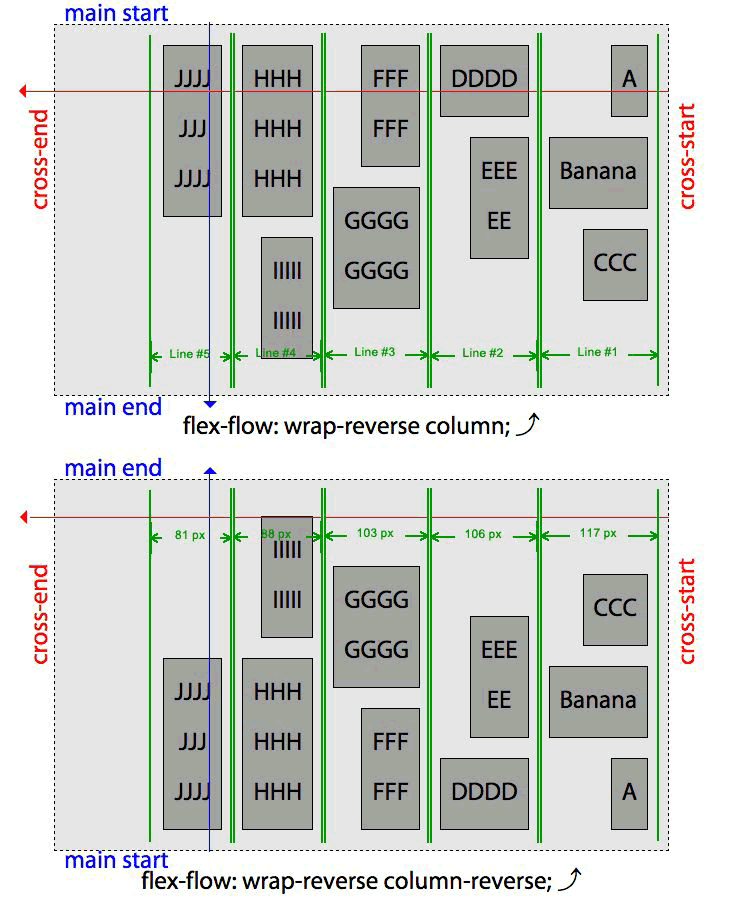 main start
JJJJ HHH FFF DDDD A
JJJ HHH FFF
JJJJ HHH EEE Banana
EE
GGGG
GGGG
CCC
IIIII
IIIII
cross-end
cross-start
Line #5 Line #4 Line #3 Line #2 Line #1
main end
flex-flow: wrap-reverse column;
main end
81 px 88 px 103 px 106 px 117 px
IIIII
IIIII
GGGG
GGGG
CCC
EEE
EE
Banana
cross-end
cross-start
JJJJ HHH
JJJ HHH FFF
JJJJ HHH FFF DDDD A
main start
flex-flow: wrap-reverse column-reverse;